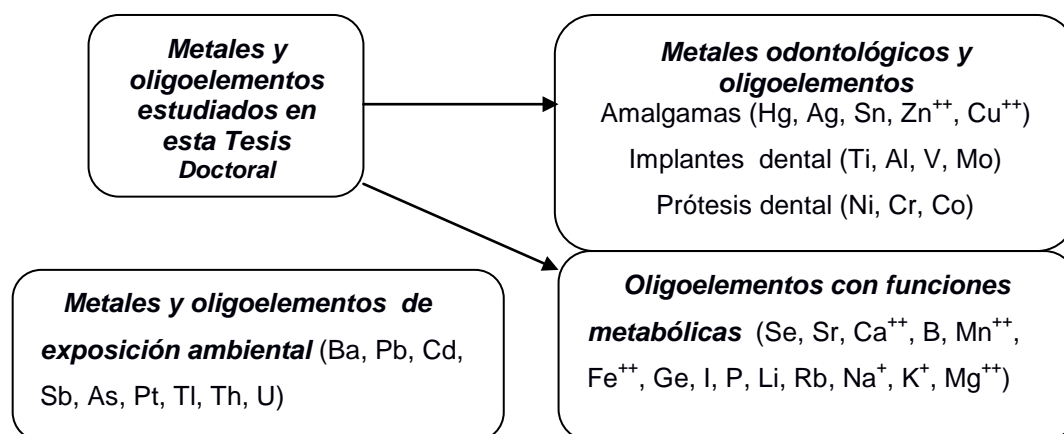 Metales y
oligoelementos
estudiados en
esta Tesis
Doctoral
Metales odontológicos y
oligoelementos
Amalgamas (Hg, Ag, Sn, Zn⁺⁺, Cu⁺⁺)
Implantes dental (Ti, Al, V, Mo)
Prótesis dental (Ni, Cr, Co)
Metales y oligoelementos de
exposición ambiental (Ba, Pb, Cd,
Sb, As, Pt, Tl, Th, U)
Oligoelementos con funciones
metabólicas (Se, Sr, Ca⁺⁺, B, Mn⁺⁺,
Fe⁺⁺, Ge, I, P, Li, Rb, Na⁺, K⁺, Mg⁺⁺)